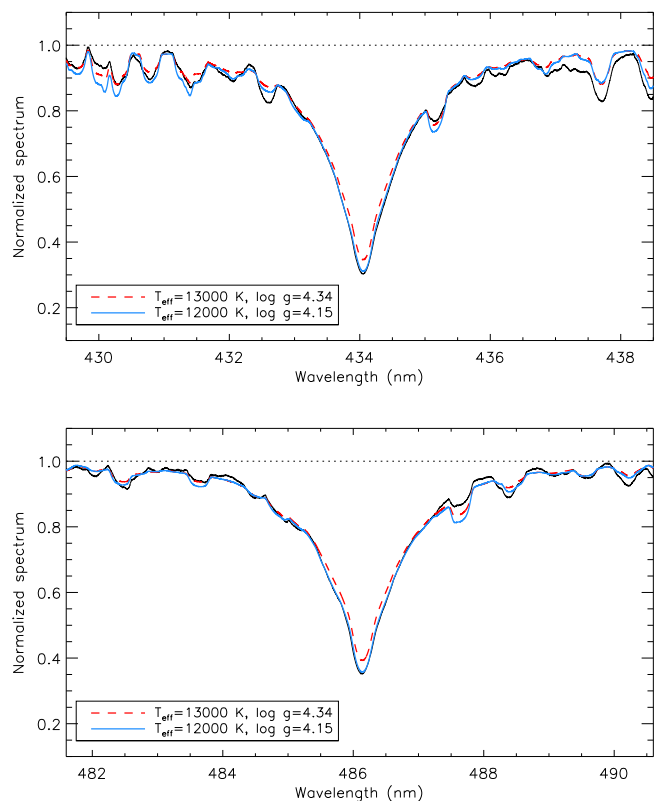 1.0
0.8
0.6
0.4
0.2
Normalized spectrum
T_eff=13000 K, log g=4.34
T_eff=12000 K, log g=4.15
430 432 434 436 438
Wavelength (nm)
1.0
0.8
0.6
0.4
0.2
Normalized spectrum
T_eff=13000 K, log g=4.34
T_eff=12000 K, log g=4.15
482 484 486 488 490
Wavelength (nm)